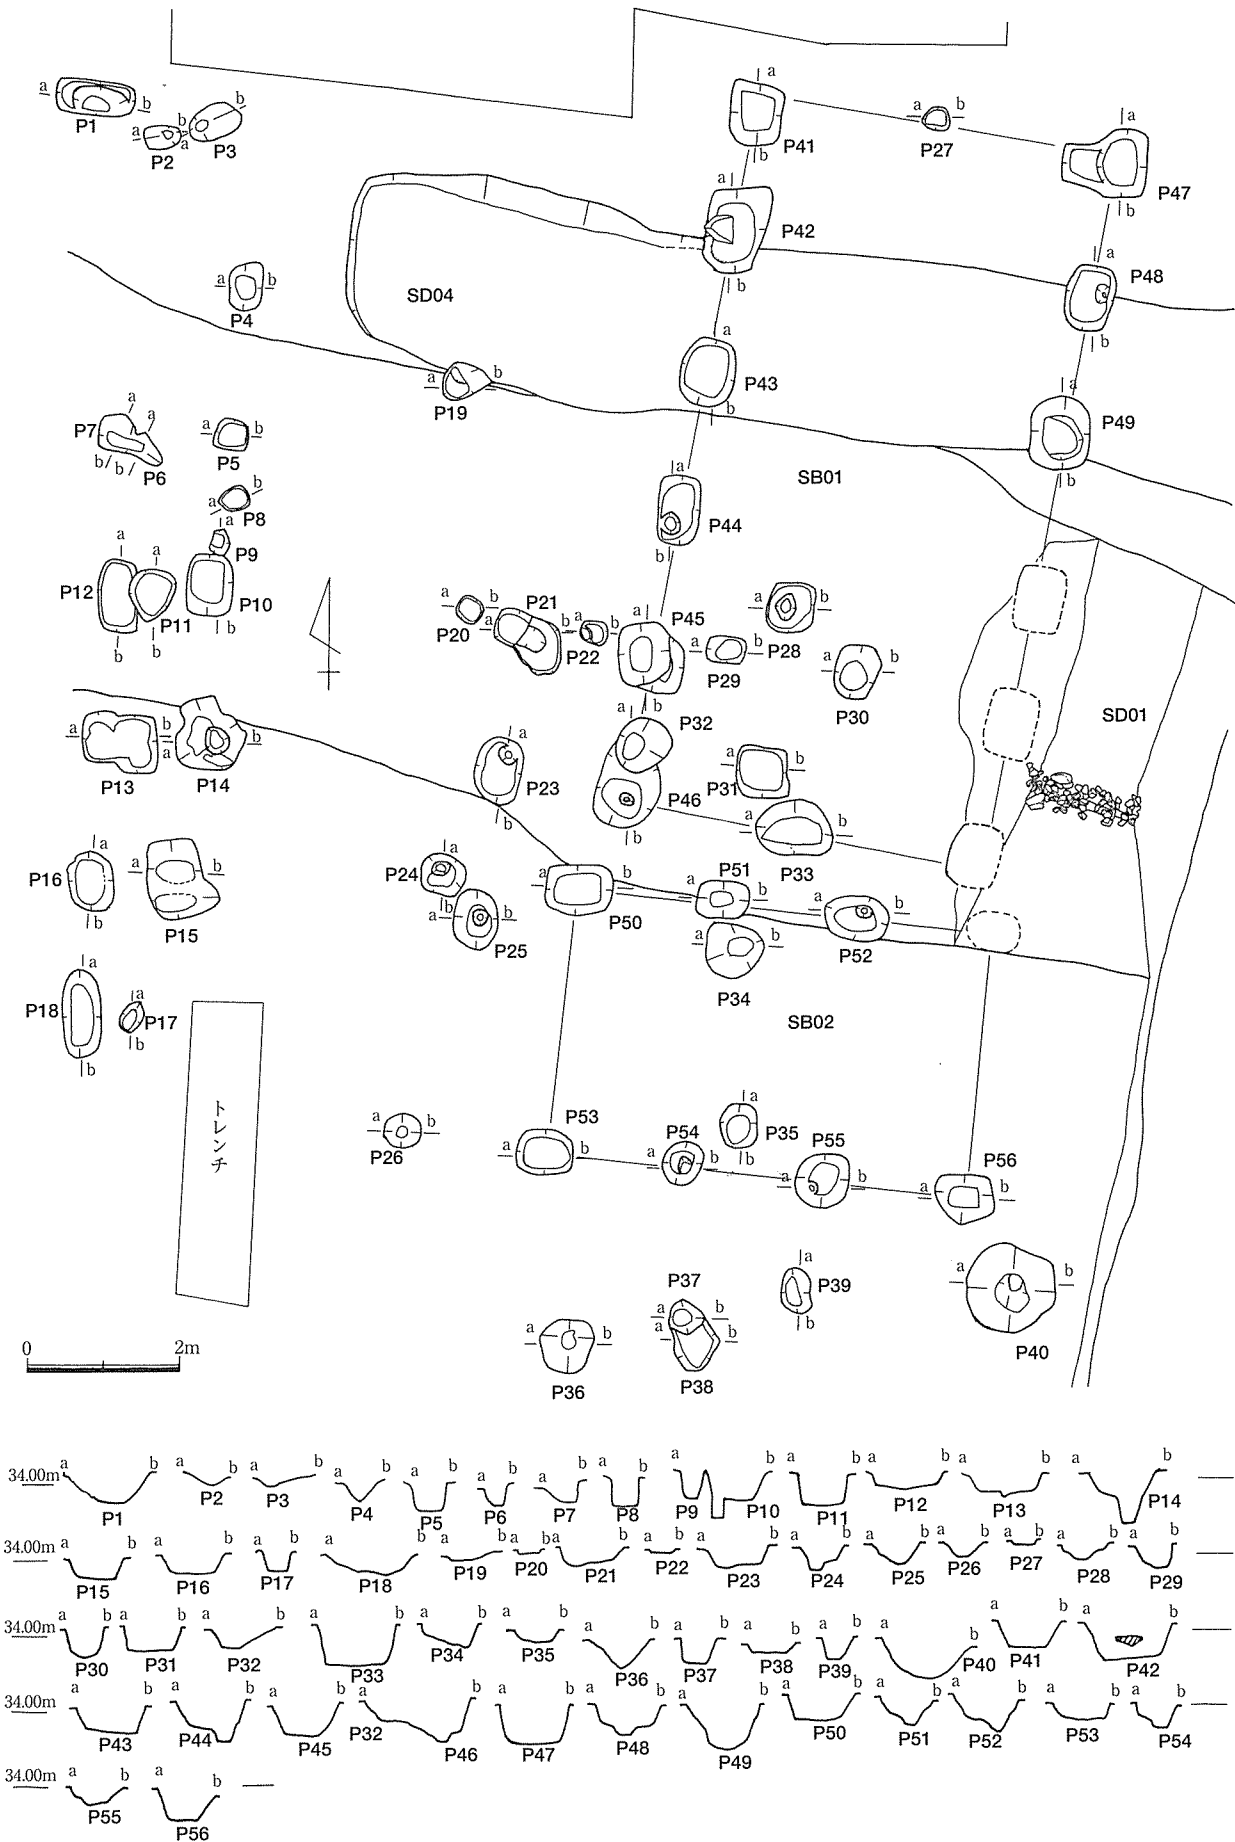 a b P1
a b P2
a b P3
a b P41
a b P27
a b P47
a b P42
a b P48
SD04
a b P4
a b P43
a b P19
a b P49
a a P7
b b P6
a b P5
SB01
a b P8
a b P44
a P9
P10 b
a P12 b
a P11 b
a P20 b
a P21 b
a P22
a P45 b
a b P28
a P29 b
a b P30
SD01
a P32
a b P13
a P14 b
a P23 b
a P31 b
P46 b
a P33 b
a P16 b
a P15 b
a P24 b
a P25 b
a b P50
a P51 b
a P52 b
a P34 b
SB02
a P18 b
a P17 b
トレンチ
a P26 b
a P53 b
a P54 b
a P35 b
a P55 b
a P56 b
a P39 b
a P40 b
a P37 b
a P38 b
a P36 b
0 2m
34.00m a b a b a b a b a b a b a b a b a b a b a b a b a b
P1 P2 P3 P4 P5 P6 P7 P8 P9 P10 P11 P12 P13 P14
34.00m a b a b a b a b a b a b a b a b a b a b a b a b a b a b a b
P15 P16 P17 P18 P19 P20 P21 P22 P23 P24 P25 P26 P27 P28 P29
34.00m a b a b a b a b a b a b a b a b a b a b a b a b a b
P30 P31 P32 P33 P34 P35 P36 P37 P38 P39 P40 P41 P42
34.00m a b a b a b a b a b a b a b a b a b a b a b a b
P43 P44 P45 P32 P46 P47 P48 P49 P50 P51 P52 P53 P54
34.00m a b a b
P55 P56